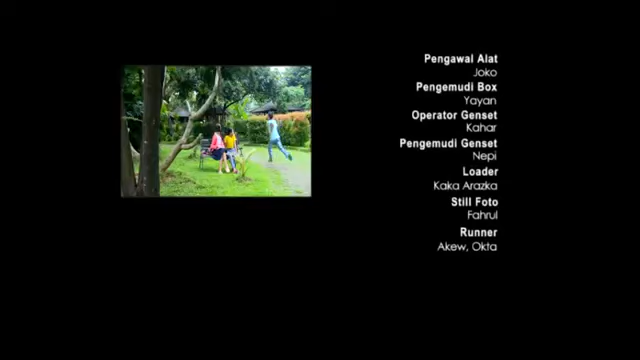 Pengawal Alat
Joko
Pengemudi Box
Yayan
Operator Genset
Kahar
Pengemudi Genset
Nepi
Loader
Kaka Arazka
Still Foto
Fahrul
Runner
Akew, Okta